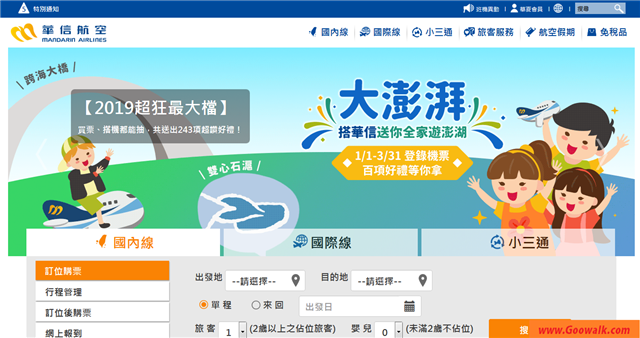 特別通知
班機異動 華夏會員 搜尋
華信航空
MANDARIN AIRLINES
國內線 國際線 小三通 旅客服務 航空假期 免稅品
跨海大橋
【2019超狂最大檔】
買票、搭機都能抽，共送出243項超讚好禮！
大澎湃
搭華信送你全家遊澎湖
1/1-3/31 登錄機票
百項好禮等你拿
雙心石滬
國內線 國際線 小三通
訂位購票
行程管理
訂位後購票
網上報到
出發地 --請選擇-- 目的地 --請選擇--
單程 來回 出發日
旅客 1 (2歲以上之佔位旅客) 嬰兒 0 (未滿2歲不佔位)
搜
www.Goowalk.com